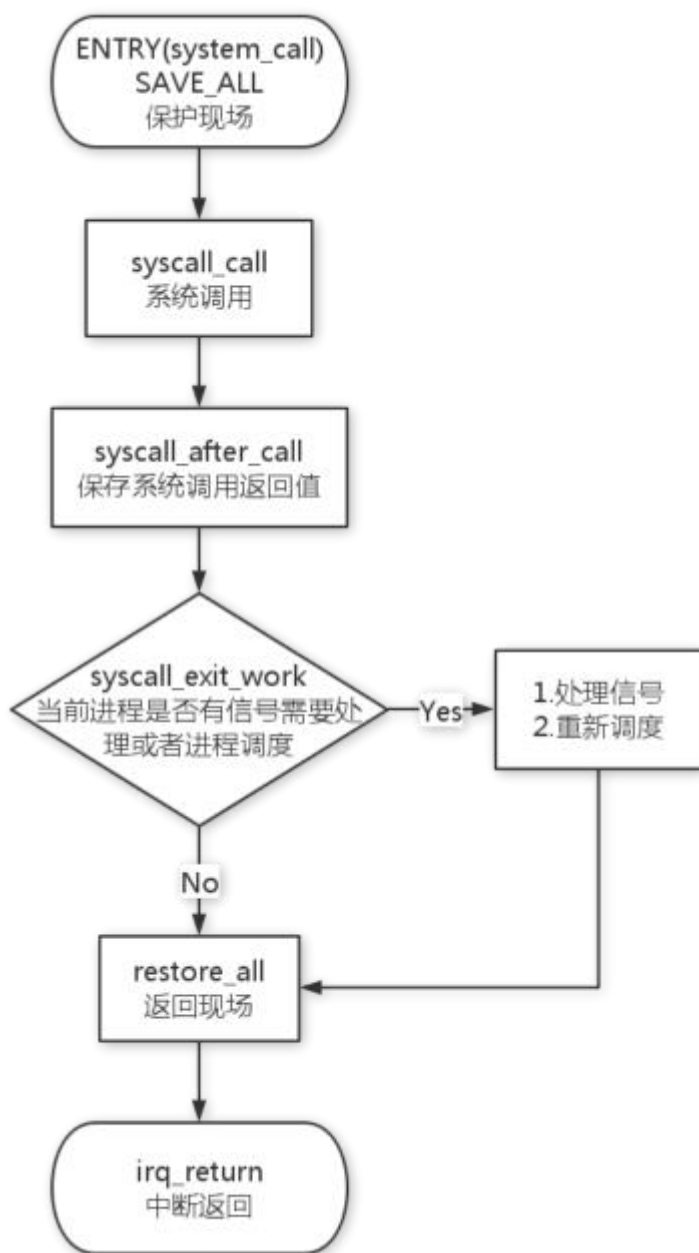 ENTRY(system_call)
SAVE_ALL
保护现场
syscall_call
系统调用
syscall_after_call
保存系统调用返回值
syscall_exit_work
当前进程是否有信号需要处
理或者进程调度
Yes
1.处理信号
2.重新调度
No
restore_all
返回现场
irq_return
中断返回